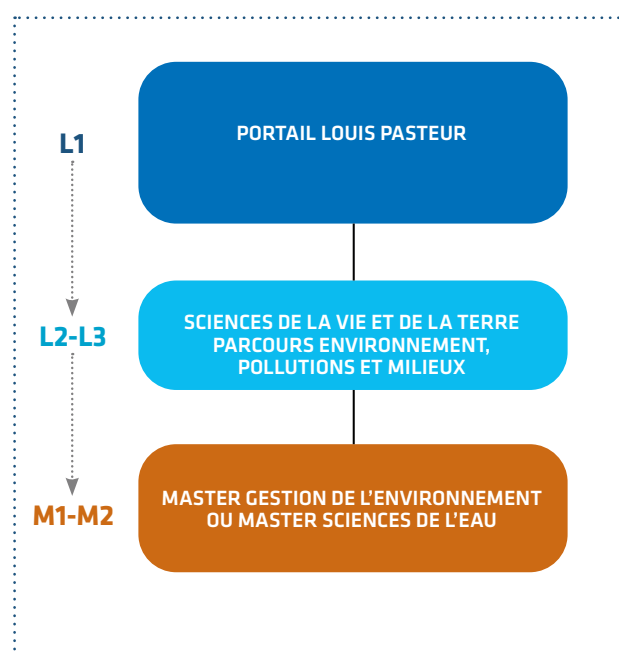 L1
PORTAIL LOUIS PASTEUR
L2-L3
SCIENCES DE LA VIE ET DE LA TERRE
PARCOURS ENVIRONNEMENT,
POLLUTIONS ET MILIEUX
M1-M2
MASTER GESTION DE L'ENVIRONNEMENT
OU MASTER SCIENCES DE L'EAU